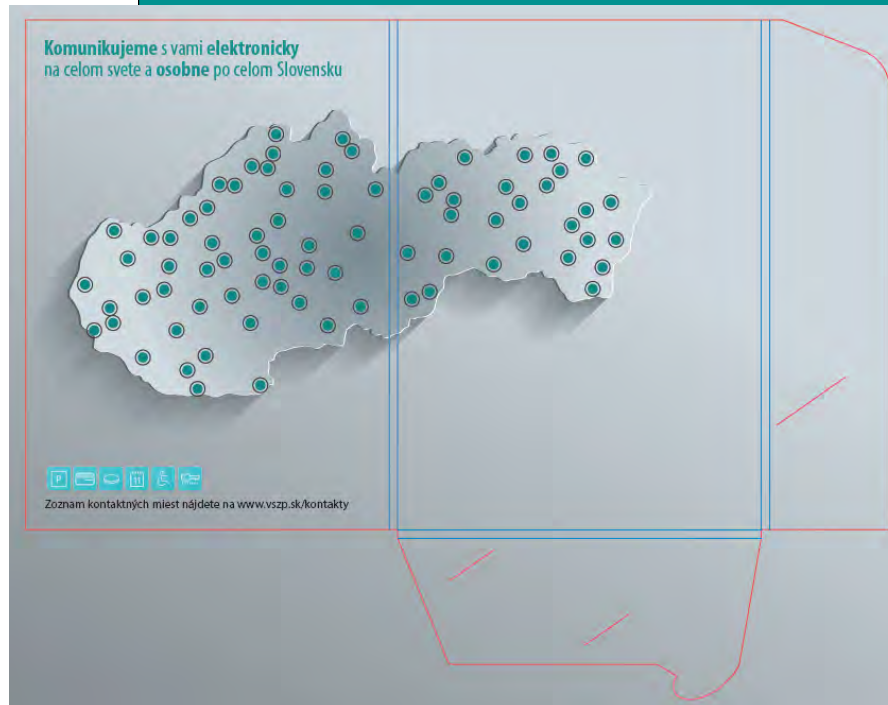 Komunikujeme s vami elektronicky
na celom svete a osobne po celom Slovensku
P
Zoznam kontaktných miest nájdete na www.vszp.sk/kontakty